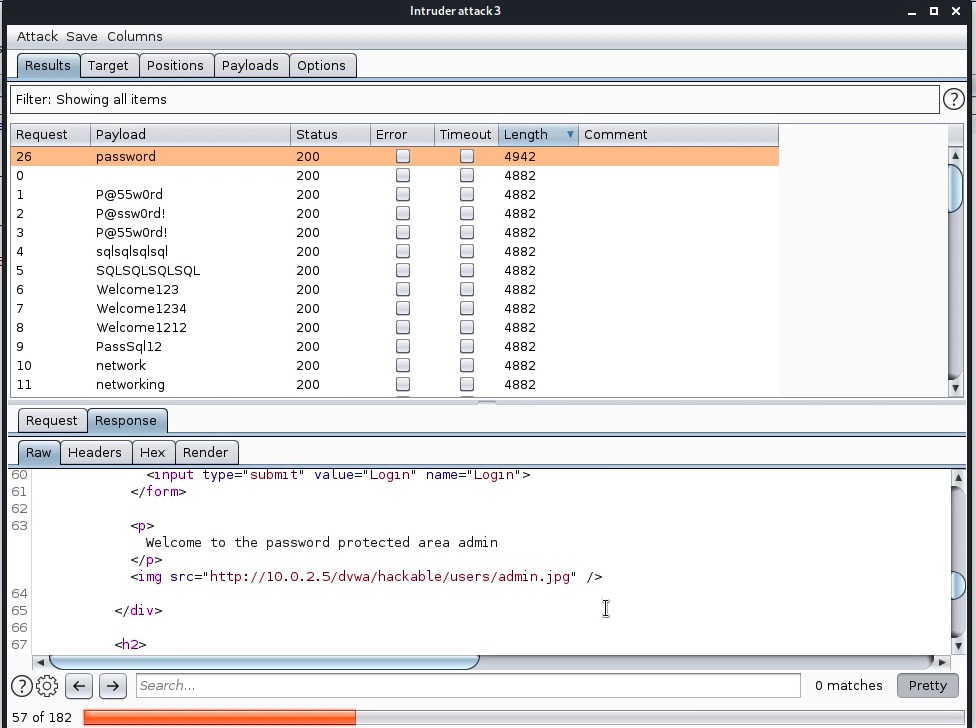 Intruder attack 3
Attack Save Columns
Results Target Positions Payloads Options
Filter: Showing all items ?
Request Payload Status Error Timeout Length Comment
26 password 200 4942
0 200 4882
1 P@55w0rd 200 4882
2 P@ssw0rd! 200 4882
3 P@55w0rd! 200 4882
4 sqlsqlsqlsql 200 4882
5 SQLSQLSQLSQL 200 4882
6 Welcome123 200 4882
7 Welcome1234 200 4882
8 Welcome1212 200 4882
9 PassSql12 200 4882
10 network 200 4882
11 networking 200 4882
Request Response
Raw Headers Hex Render
60 <input type="submit" value="Login" name="Login">
61 </form>
62
63 <p>
Welcome to the password protected area admin
</p>
<img src="http://10.0.2.5/dvwa/hackable/users/admin.jpg" />
64
65 </div>
66
67 <h2>
? Search... 0 matches Pretty
57 of 182